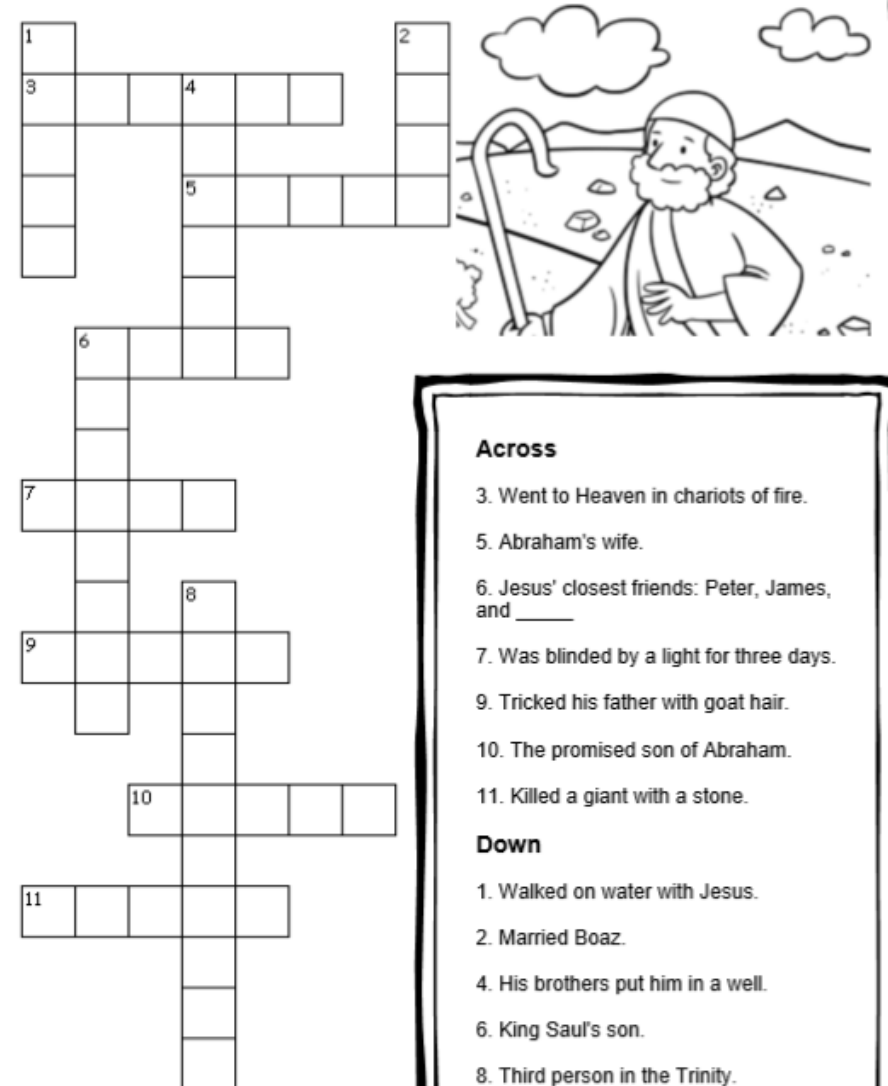 1
2
3
4
5
6
7
8
9
10
11
Across
3. Went to Heaven in chariots of fire.
5. Abraham's wife.
6. Jesus' closest friends: Peter, James,
and _____
7. Was blinded by a light for three days.
9. Tricked his father with goat hair.
10. The promised son of Abraham.
11. Killed a giant with a stone.
Down
1. Walked on water with Jesus.
2. Married Boaz.
4. His brothers put him in a well.
6. King Saul's son.
8. Third person in the Trinity.